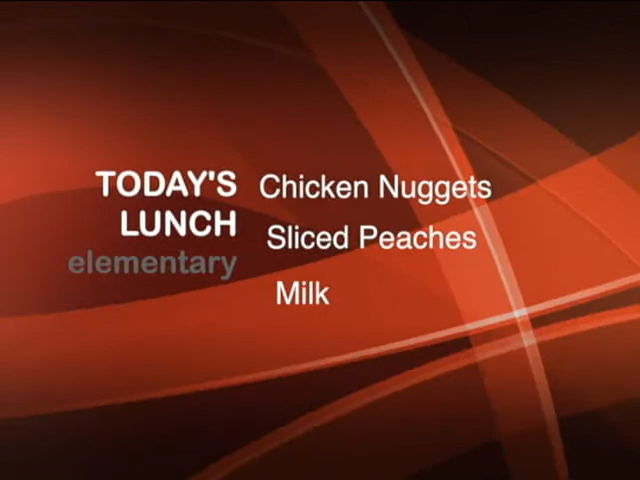 TODAY'S
LUNCH
elementary
Chicken Nuggets
Sliced Peaches
Milk